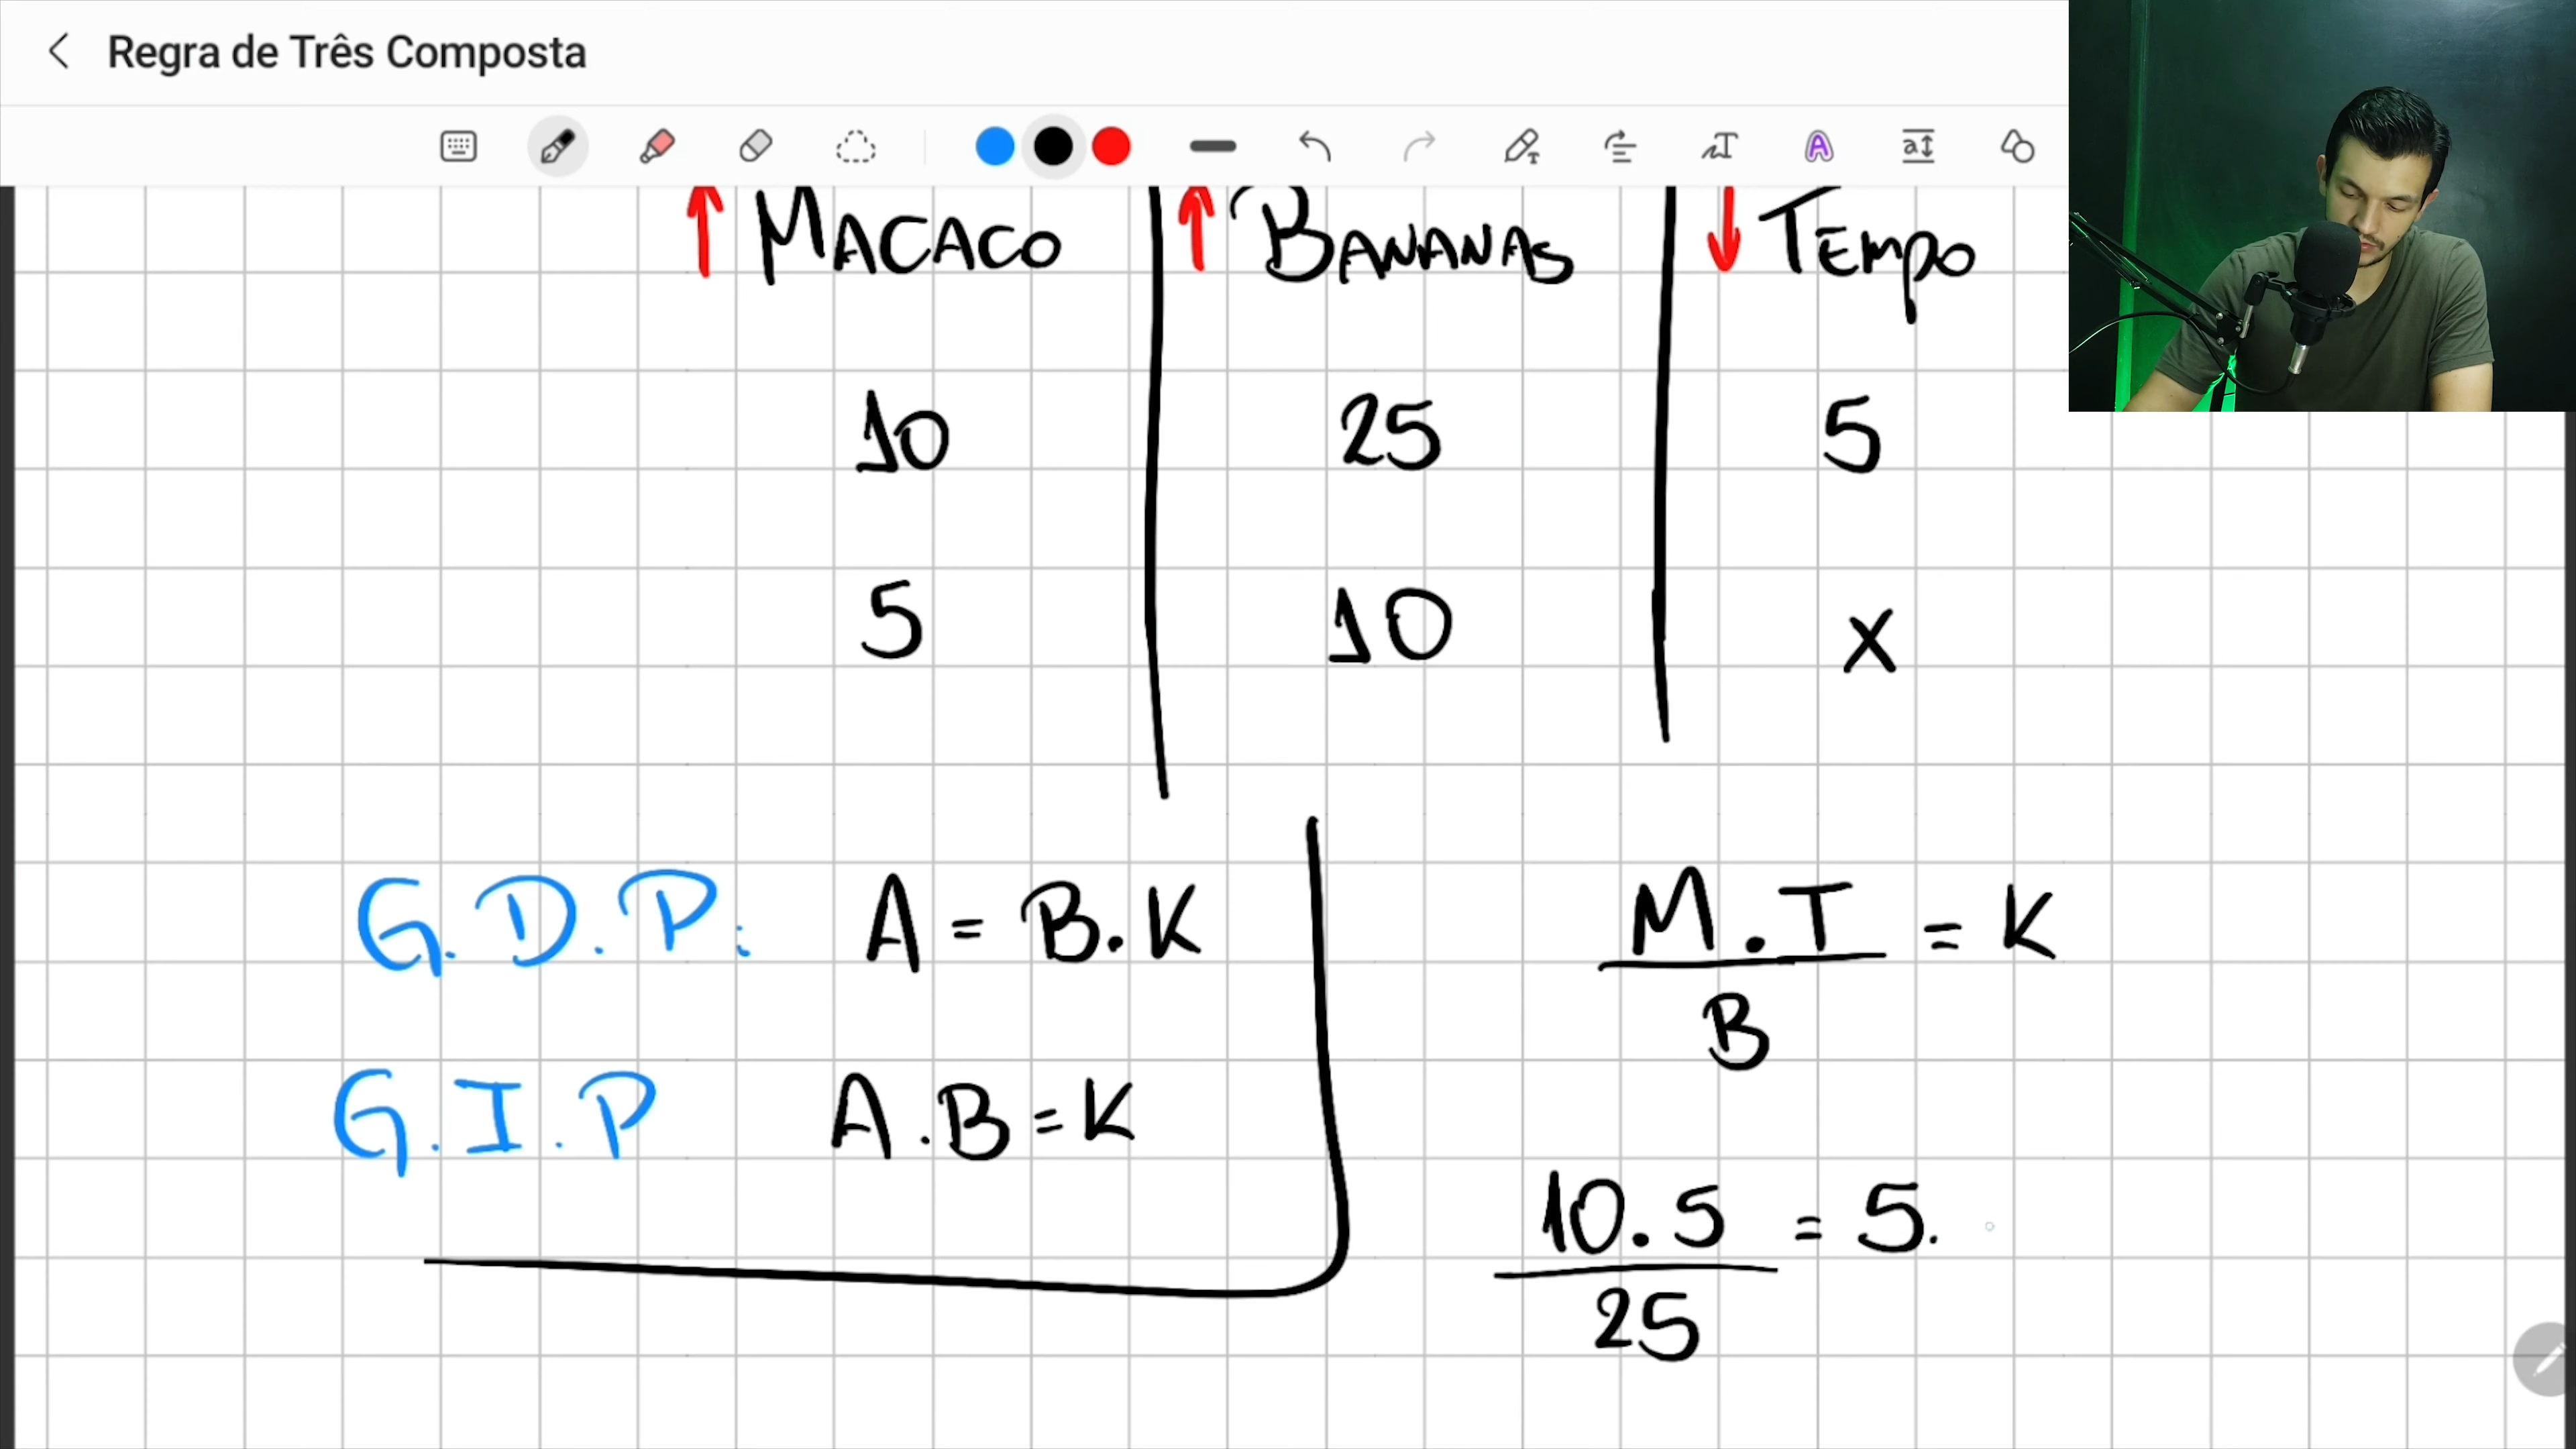 Regra de Três Composta
↑ MACACO ↑ BANANAS ↓ TEMPO
10 25 5
5 10 x
G.D.P: A = B.K
M.T = K
B
G.I.P A.B = K
10.5 = 5.
25